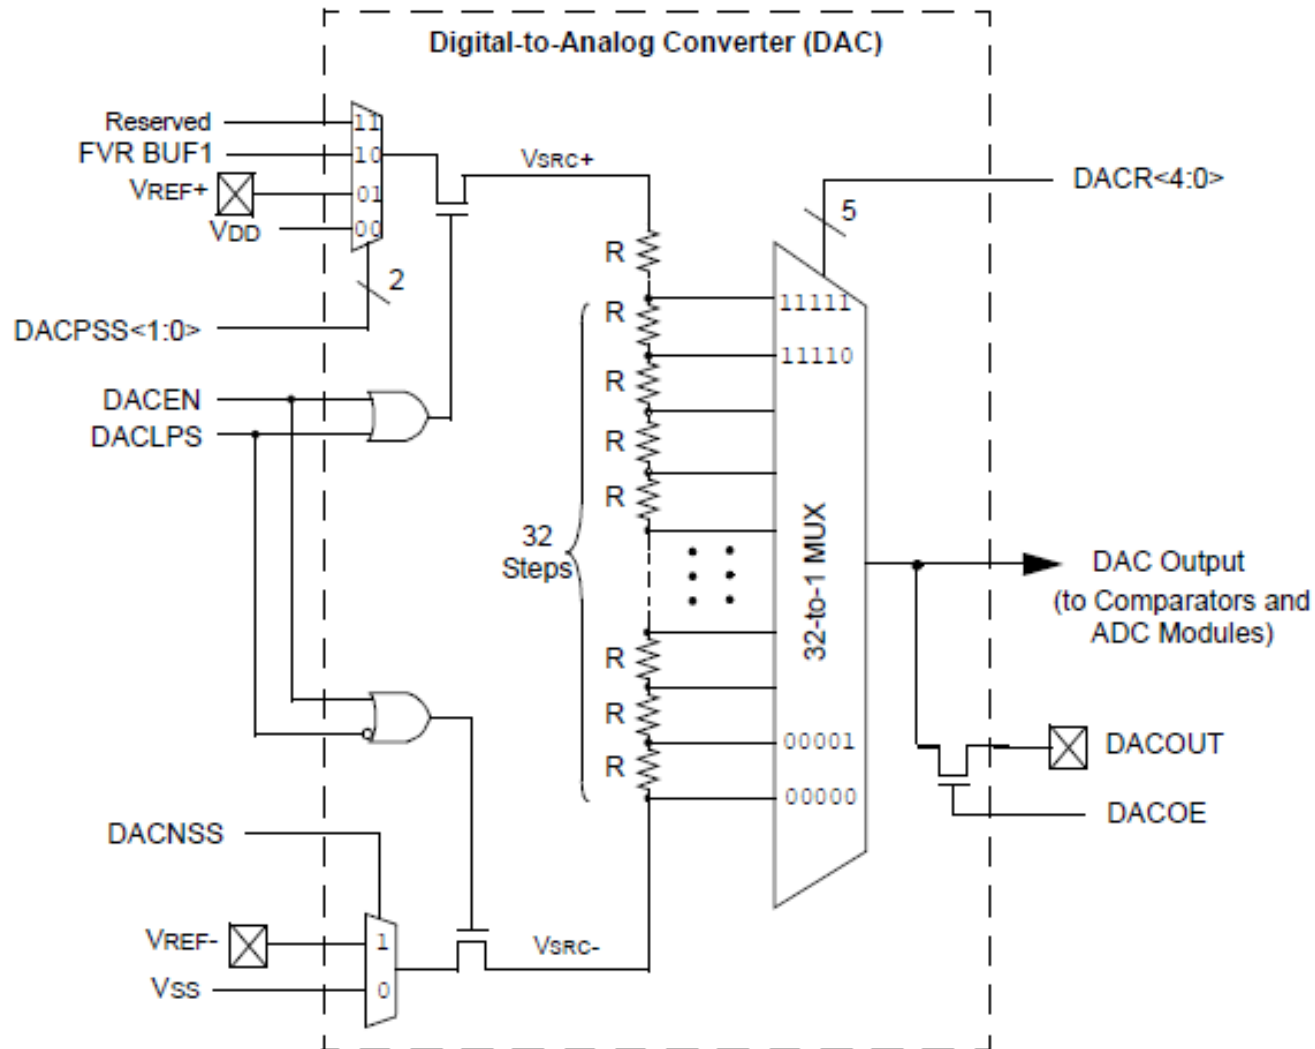 Digital-to-Analog Converter (DAC)
Reserved
11
FVR BUF1
10
VREF+
01
VDD
00
2
DACPSS<1:0>
VSRC+
DACR<4:0>
5
R
R
11111
11110
R
R
R
32
Steps
32-to-1 MUX
DACEN
DACLPS
DAC Output
(to Comparators and
ADC Modules)
R
R
00001
R
00000
DACOUT
DACOE
DACNSS
VREF-
1
VSS
0
VSRC-